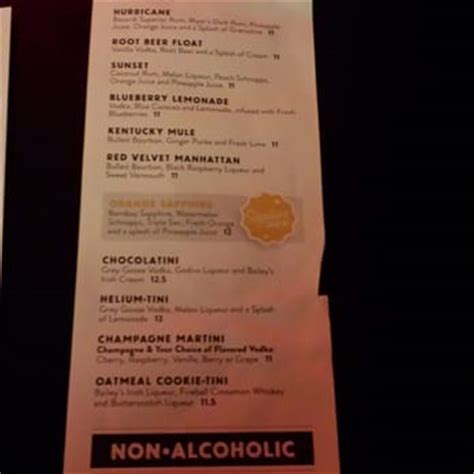 HURRICANE
Bacardi Superior Rum, Myer's Dark Rum, Pineapple
Juice, Orange Juice and a Splash of Grenadine 11
ROOT BEER FLOAT
Vanilla Vodka, Root Beer and a Splash of Cream 11
SUNSET
Coconut Rum, Melon Liqueur, Peach Schnapps,
Orange Juice and Pineapple Juice 11
BLUEBERRY LEMONADE
Vodka, Blue Curacao and Lemonade, infused with Fresh
Blueberries 11
KENTUCKY MULE
Bulleit Bourbon, Ginger Puree and Fresh Lime 11
RED VELVET MANHATTAN
Bulleit Bourbon, Black Raspberry Liqueur and
Sweet Vermouth 11
ORANGE SAPPHIRE
Bombay Sapphire, Watermelon
Schnapps, Triple Sec, Fresh Orange
and a splash of Pineapple Juice 12
CHOCOLATINI
Grey Goose Vodka, Godiva Liqueur and Bailey's
Irish Cream 12.5
HELIUM-TINI
Grey Goose Vodka, Melon Liqueur and a Splash
of Lemonade 12
CHAMPAGNE MARTINI
Champagne & Your Choice of Flavored Vodka:
Cherry, Raspberry, Vanilla, Berry or Grape 11
OATMEAL COOKIE-TINI
Bailey's Irish Liqueur, Fireball Cinnamon Whiskey
and Butterscotch Liqueur 11.5
NON-ALCOHOLIC